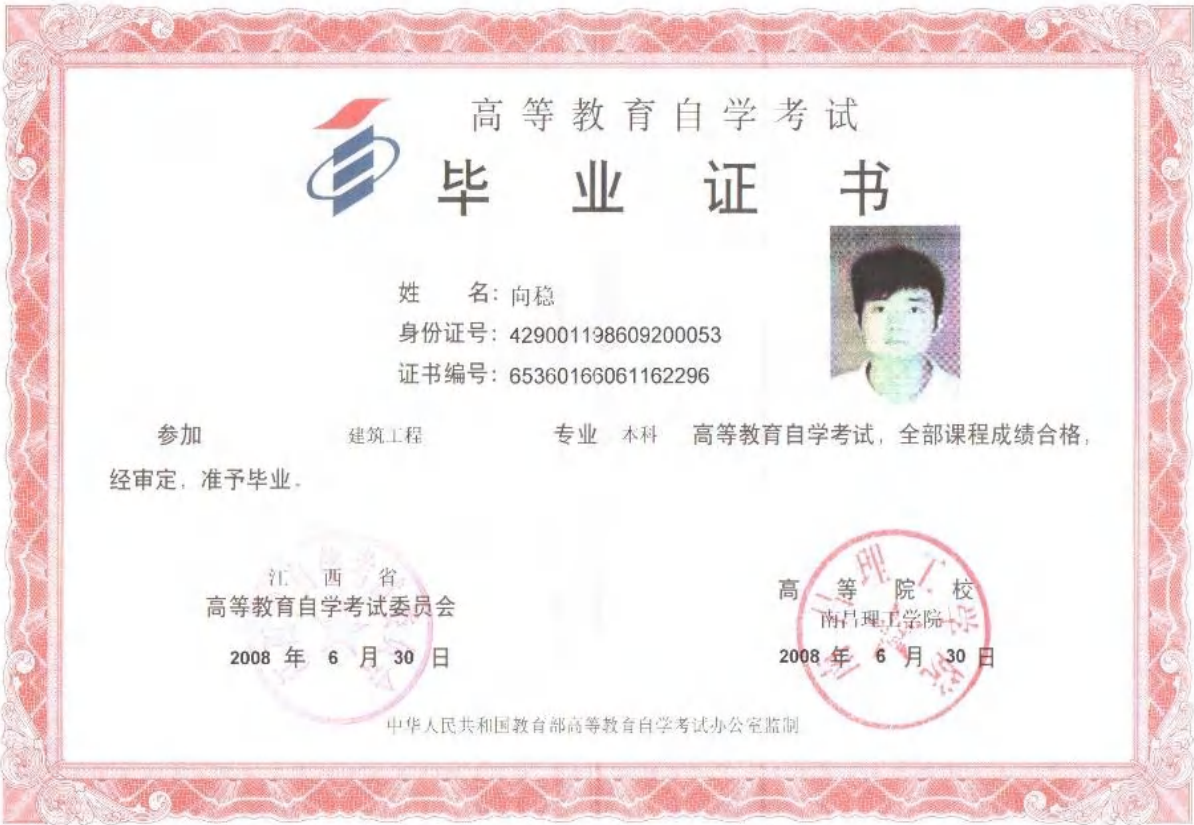 高等教育自学考试
毕业证书
姓 名：向稳
身份证号：429001198609200053
证书编号：65360166061162296
参加 建筑工程 专业 本科 高等教育自学考试，全部课程成绩合格，
经审定，准予毕业。
江西省
高等教育自学考试委员会
2008 年 6 月 30 日
高等院校
南昌理工学院
2008 年 6 月 30 日
南昌理工学院
中华人民共和国教育部高等教育自学考试办公室监制